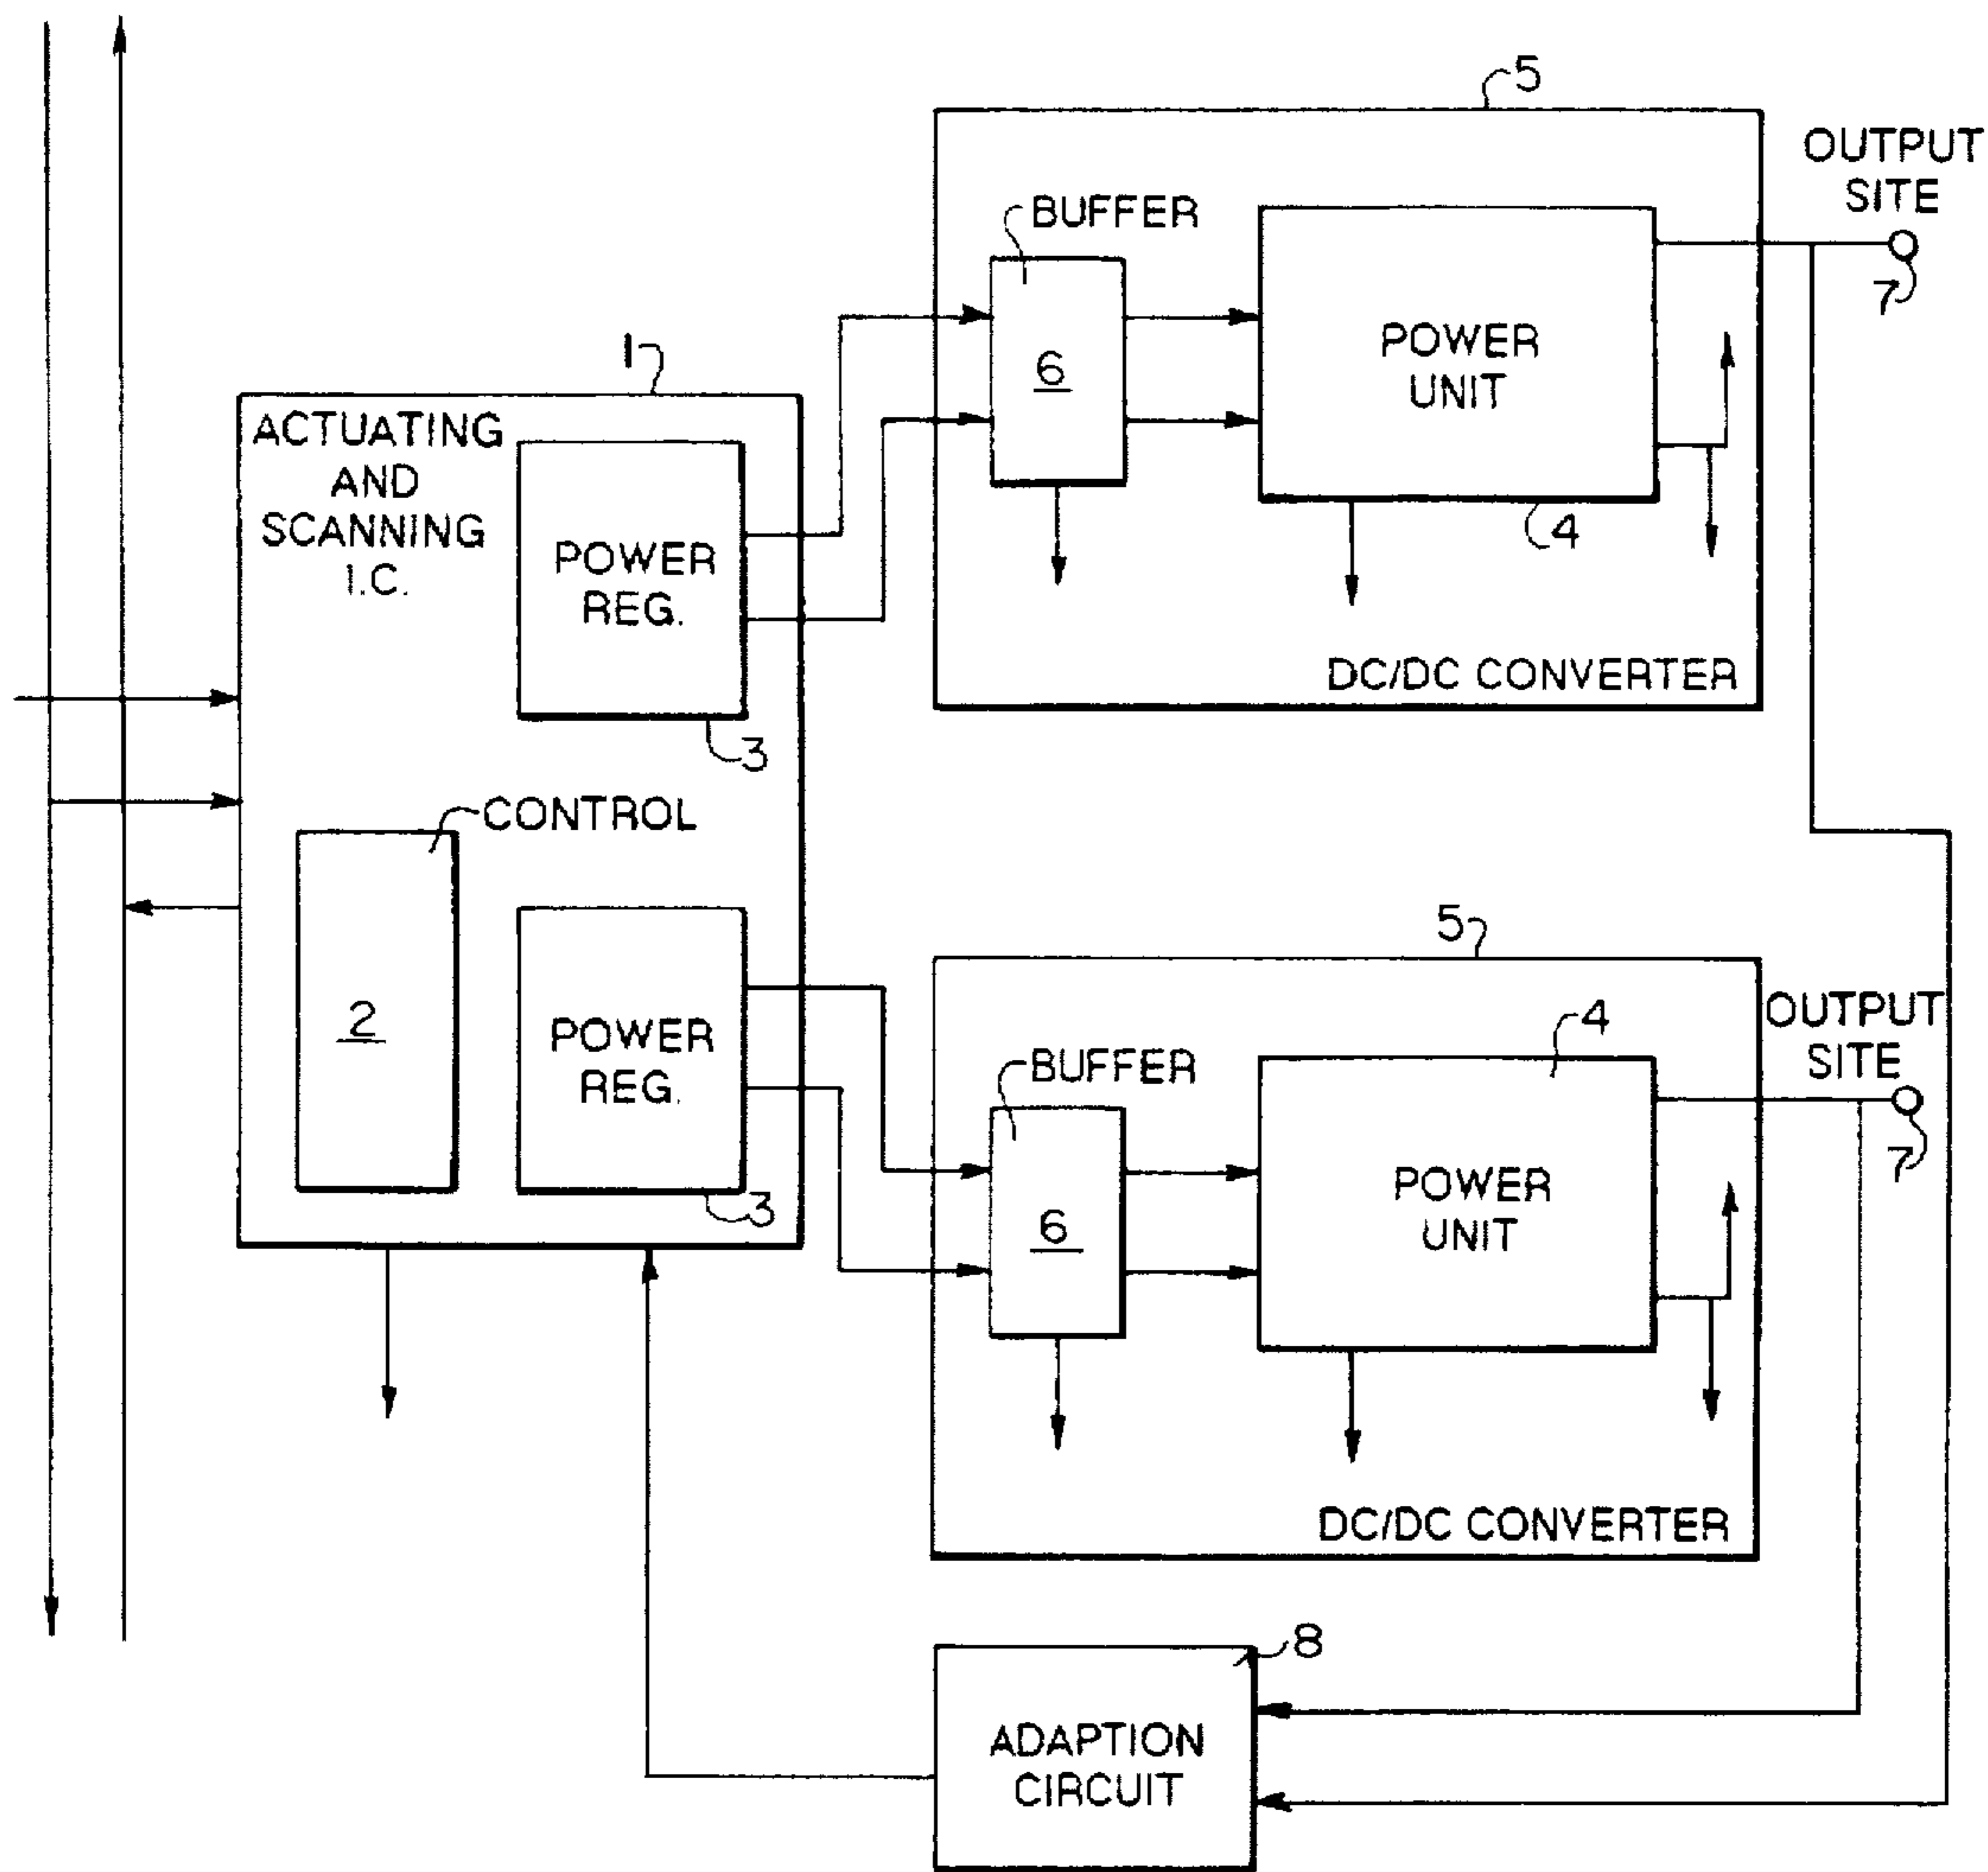 5
OUTPUT
SITE
7
BUFFER
6
POWER
UNIT
4
DC/DC CONVERTER
1
ACTUATING
AND
SCANNING
I.C.
POWER
REG.
3
CONTROL
2
POWER
REG.
3
5
OUTPUT
SITE
7
BUFFER
6
4
POWER
UNIT
DC/DC CONVERTER
8
ADAPTION
CIRCUIT